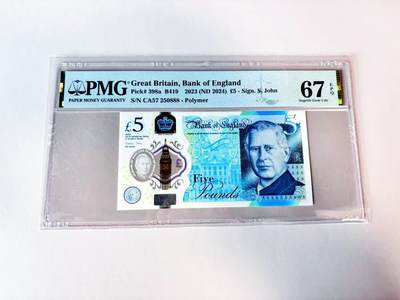 PMG
PAPER MONEY GUARANTY
Great Britain, Bank of England
Pick# 398a B419 2023 (ND 2024) £5 - Sign. S. John
S/N CA57 250888 - Polymer
67 EPQ
Superb Gem Unc
£5
Bank of England
Five
Pounds